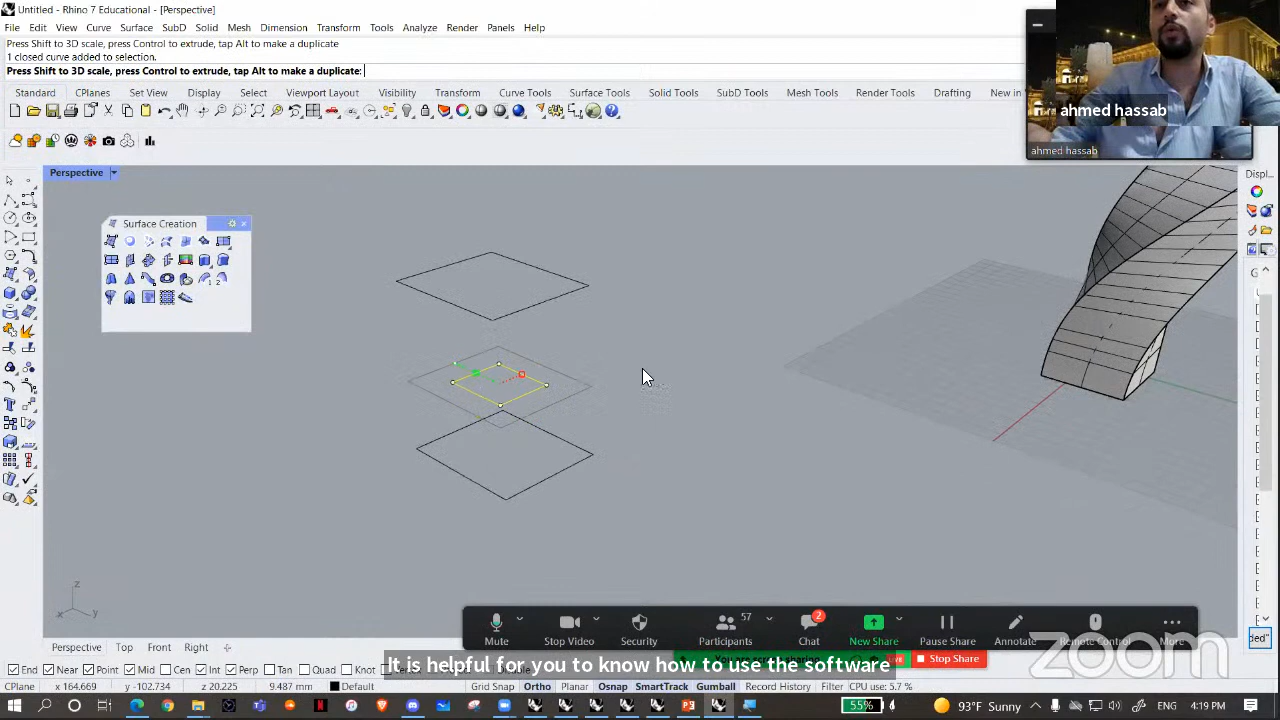 Untitled - Rhino 7 Educational - [Perspective]
File Edit View Curve Surface SubD Solid Mesh Dimension Transform Tools Analyze Render Panels Help
Press Shift to 3D scale, press Control to extrude, tap Alt to make a duplicate
1 closed curve added to selection.
Press Shift to 3D scale, press Control to extrude, tap Alt to make a duplicate:
Standard CPlanes Set View Display Select Viewport Layout Visibility Transform Curve Tools Surface Tools Solid Tools SubD Tools Mesh Tools Render Tools Drafting New in
ahmed hassab
ahmed hassab
Perspective
Displ...
Surface Creation
z
x y
57
2
Mute Stop Video Security Participants Chat New Share Pause Share Annotate Remote Control More
zoom
Perspective Top Front Right
Stop Share
It is helpful for you to know how to use the software
End Near Point Mid Cen Int Perp Tan Quad Knot
CPlane x 164.669 y -102.734 z 20.225 9.487 mm Default Grid Snap Ortho Planar Osnap SmartTrack Gumball Record History Filter CPU use: 5.7 %
55% 93°F Sunny ENG 4:19 PM